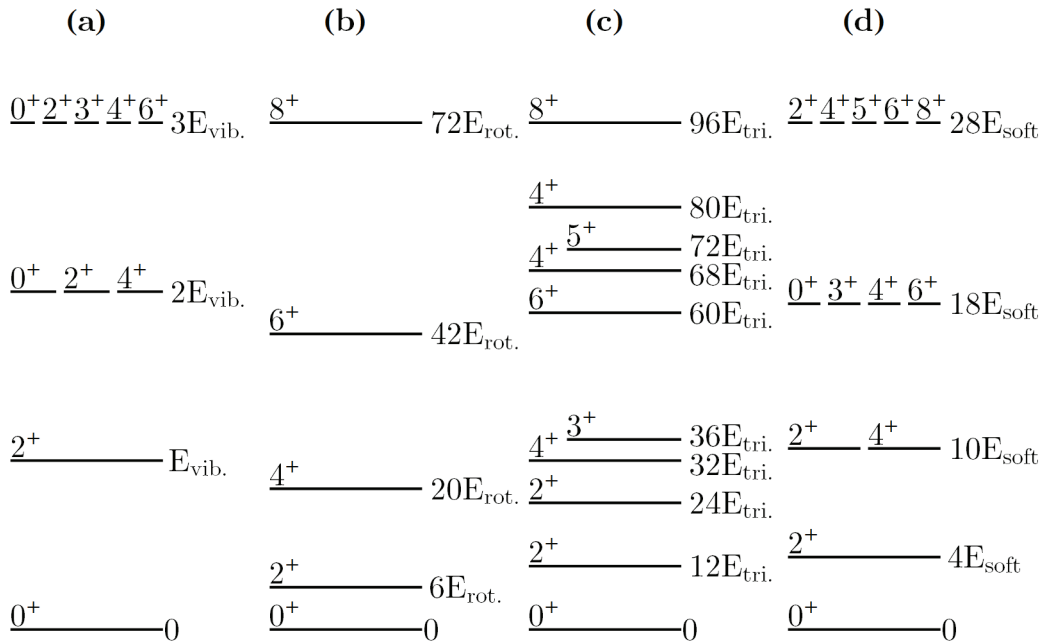 (a) (b) (c) (d)
0⁺ 2⁺ 3⁺ 4⁺ 6⁺ 3E_vib.
0⁺ 2⁺ 4⁺ 2E_vib.
2⁺ E_vib.
0⁺ 0
8⁺ 72E_rot.
6⁺ 42E_rot.
4⁺ 20E_rot.
2⁺ 6E_rot.
0⁺ 0
8⁺ 96E_tri.
4⁺ 80E_tri.
5⁺ 72E_tri.
4⁺ 68E_tri.
6⁺ 60E_tri.
3⁺ 36E_tri.
4⁺ 32E_tri.
2⁺ 24E_tri.
2⁺ 12E_tri.
0⁺ 0
2⁺ 4⁺ 5⁺ 6⁺ 8⁺ 28E_soft
0⁺ 3⁺ 4⁺ 6⁺ 18E_soft
2⁺ 4⁺ 10E_soft
2⁺ 4E_soft
0⁺ 0